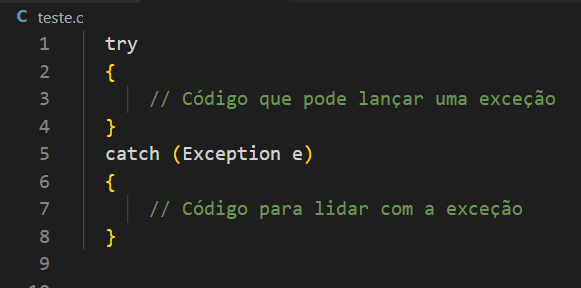 C teste.c
1 try
2 {
3 // Código que pode lançar uma exceção
4 }
5 catch (Exception e)
6 {
7 // Código para lidar com a exceção
8 }
9